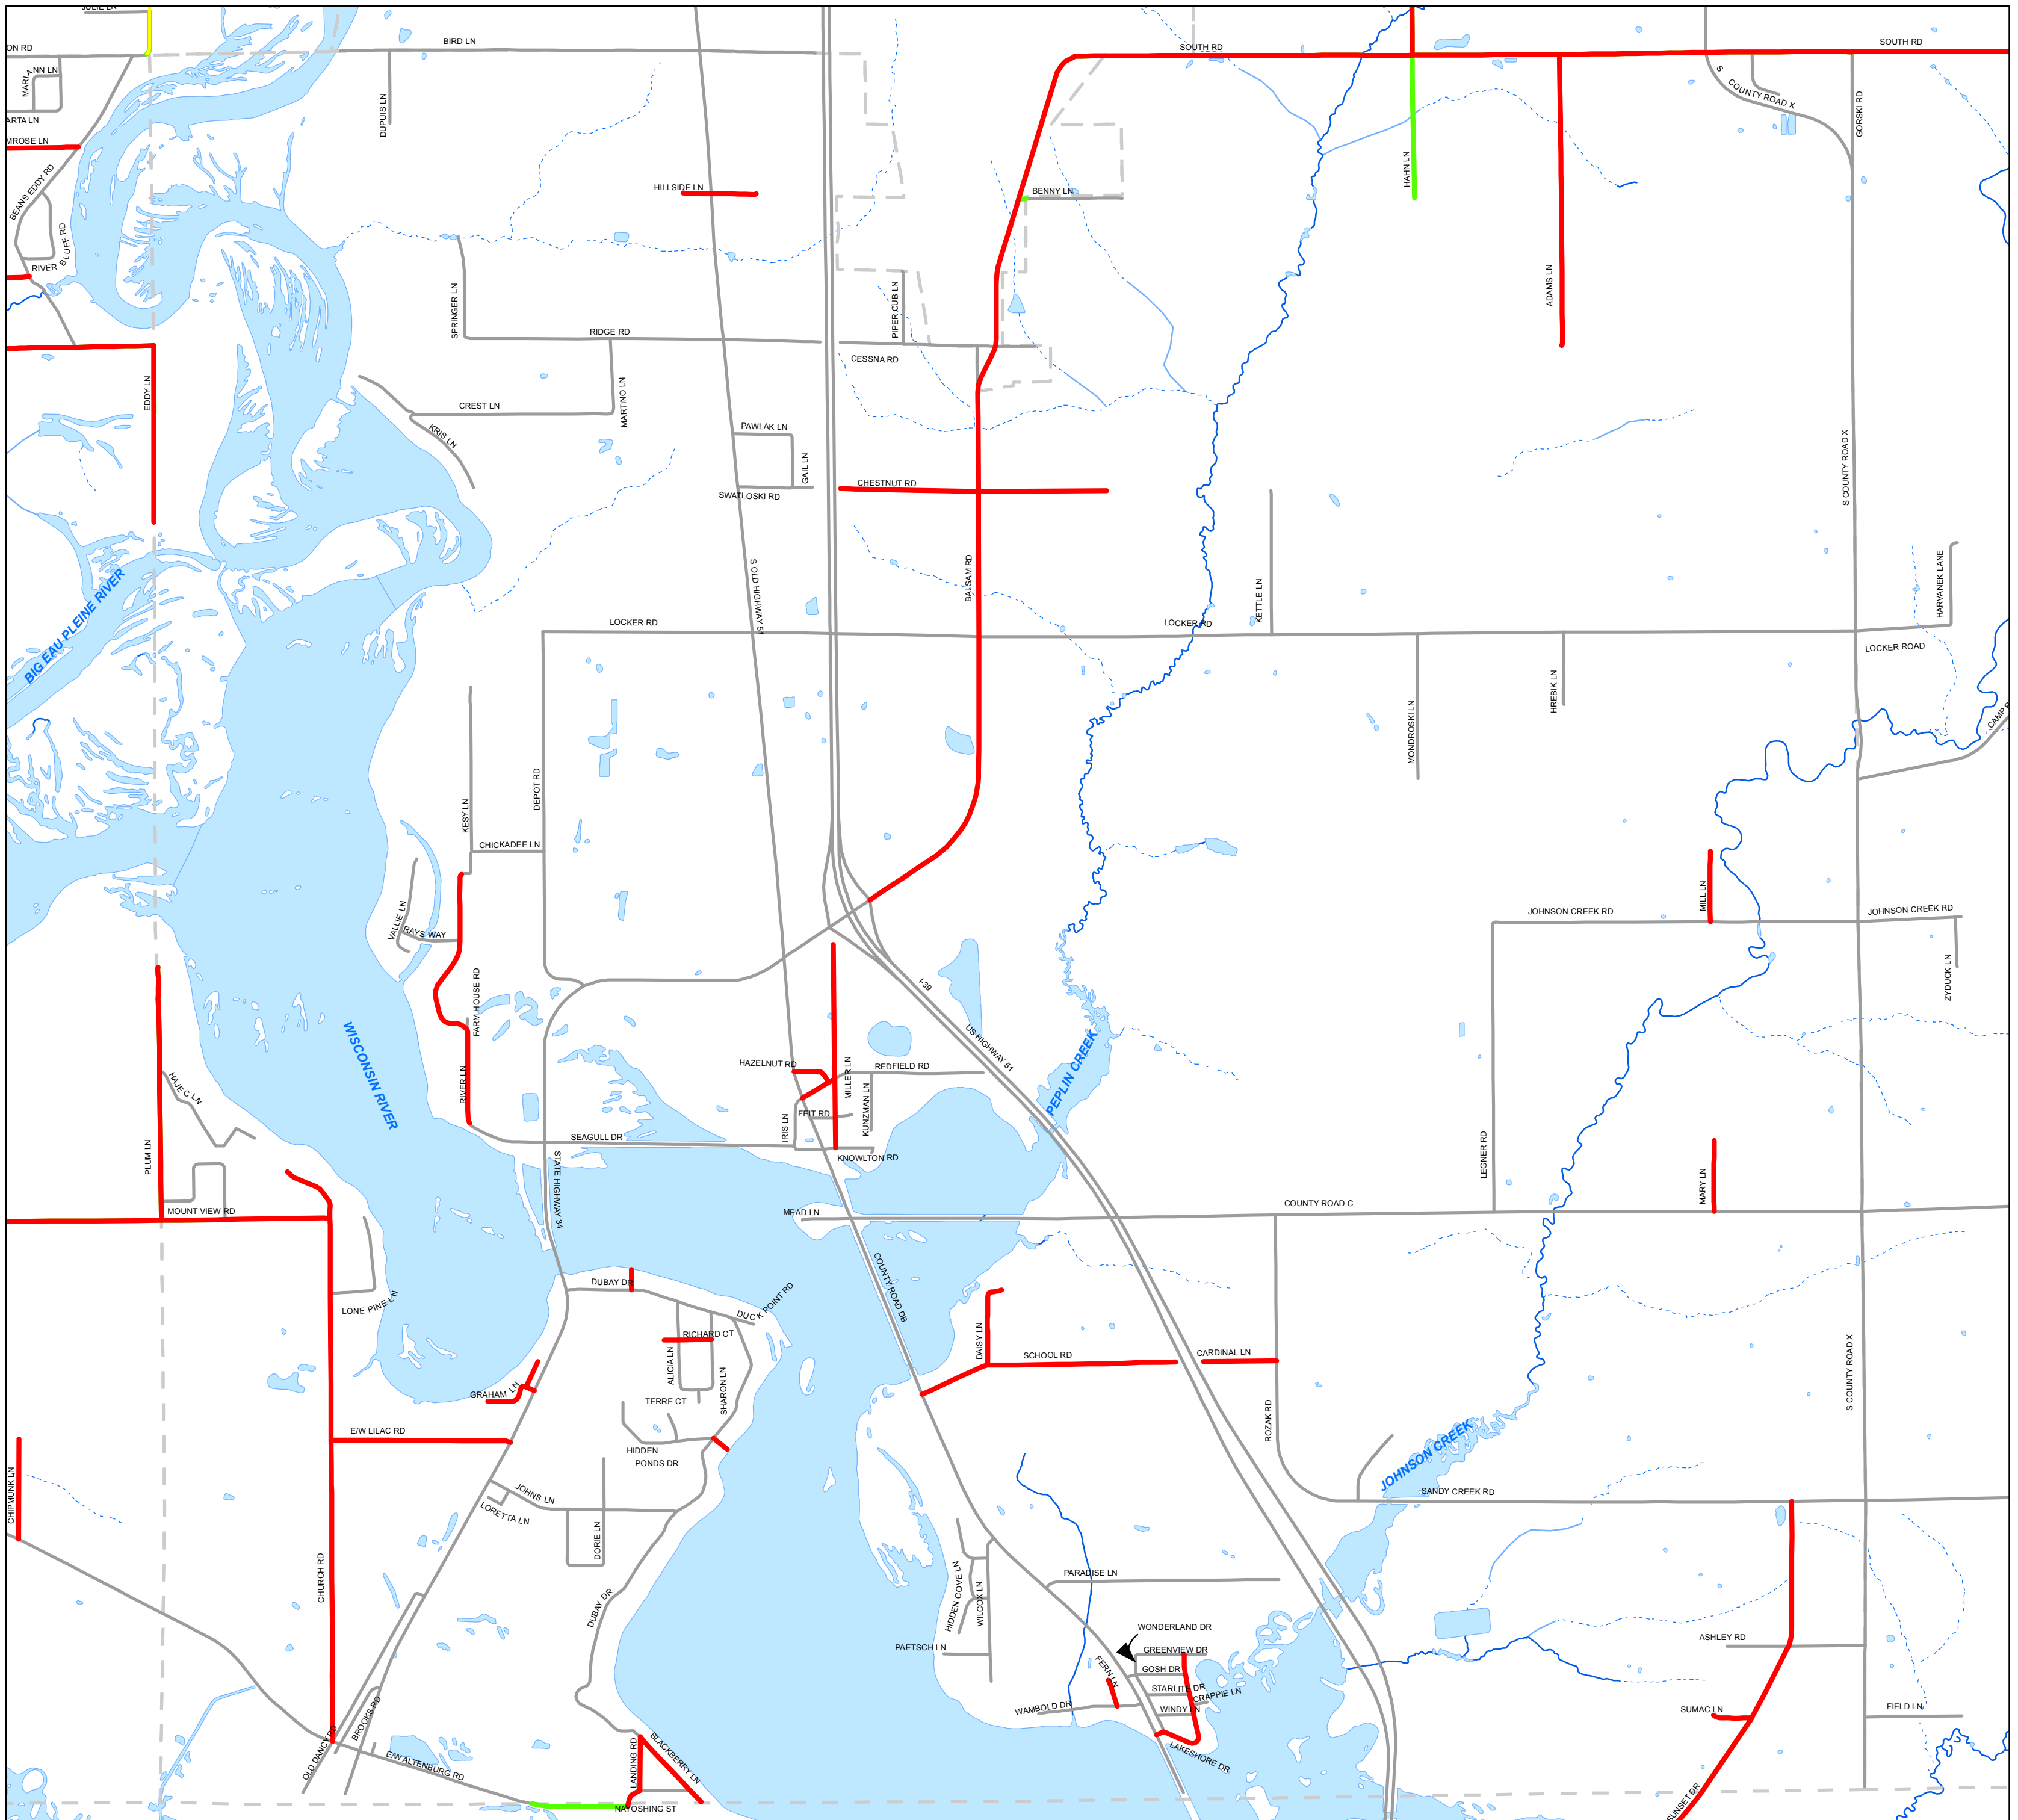 JULIE LN
ON RD
BIRD LN
SOUTH RD
SOUTH RD
MARLA
NN LN
ARTA LN
MROSE LN
DUPUIS LN
S
COUNTY ROAD X
GORSKI RD
HAHN LN
BEANS EDDY RD
BLUFF RD
RIVER
HILLSIDE LN
BENNY LN
ADAMS LN
SPRINGER LN
RIDGE RD
PIPER CUB LN
CESSNA RD
EDDY LN
CREST LN
MARTINO LN
KRIS LN
PAWLAK LN
GAIL LN
SWATLOSKI RD
CHESTNUT RD
S COUNTY ROAD X
BALSAM RD
S OLD HIGHWAY 51
KETTLE LN
HARVANEK LANE
BIG EAU PLEINE RIVER
LOCKER RD
LOCKER RD
LOCKER ROAD
HREBIK LN
MONDROSKI LN
CAMP R
KESY LN
DEPOT RD
CHICKADEE LN
VALLIE LN
RAYS WAY
MILL LN
JOHNSON CREEK RD
JOHNSON CREEK RD
ZYDUCK LN
FARM HOUSE RD
I-39
US HIGHWAY 51
PEPLIN CREEK
WISCONSIN RIVER
HAJEC LN
RIVER LN
HAZELNUT RD
MILLER LN
REDFIELD RD
KUNZMAN LN
FEIT RD
IRIS LN
SEAGULL DR
KNOWLTON RD
PLUM LN
STATE HIGHWAY 34
LEGNER RD
MARY LN
MOUNT VIEW RD
MEAD LN
COUNTY ROAD C
DUBAY DR
DUCK POINT RD
COUNTY ROAD DB
LONE PINE LN
RICHARD CT
ALICIA LN
SHARON LN
DAISY LN
SCHOOL RD
CARDINAL LN
S COUNTY ROAD X
GRAHAM LN
TERRE CT
E/W LILAC RD
HIDDEN
PONDS DR
ROZAK RD
JOHNSON CREEK
CHIPMUNK LN
JOHNS LN
LORETTA LN
DORIE LN
SANDY CREEK RD
CHURCH RD
DUBAY DR
HIDDEN COVE LN
WILCOX LN
PARADISE LN
PAETSCH LN
WONDERLAND DR
GREENVIEW DR
GOSH DR
STARLITE DR
CRAPPIE LN
WINDY LN
FERN LN
WAMBOLD DR
LAKESHORE DR
ASHLEY RD
SUMAC LN
FIELD LN
OLD DANCY RD
BROOKS RD
E/W ALTENBURG RD
LANDING RD
BLACKBERRY LN
NAYOSHING ST
SUNSET DR